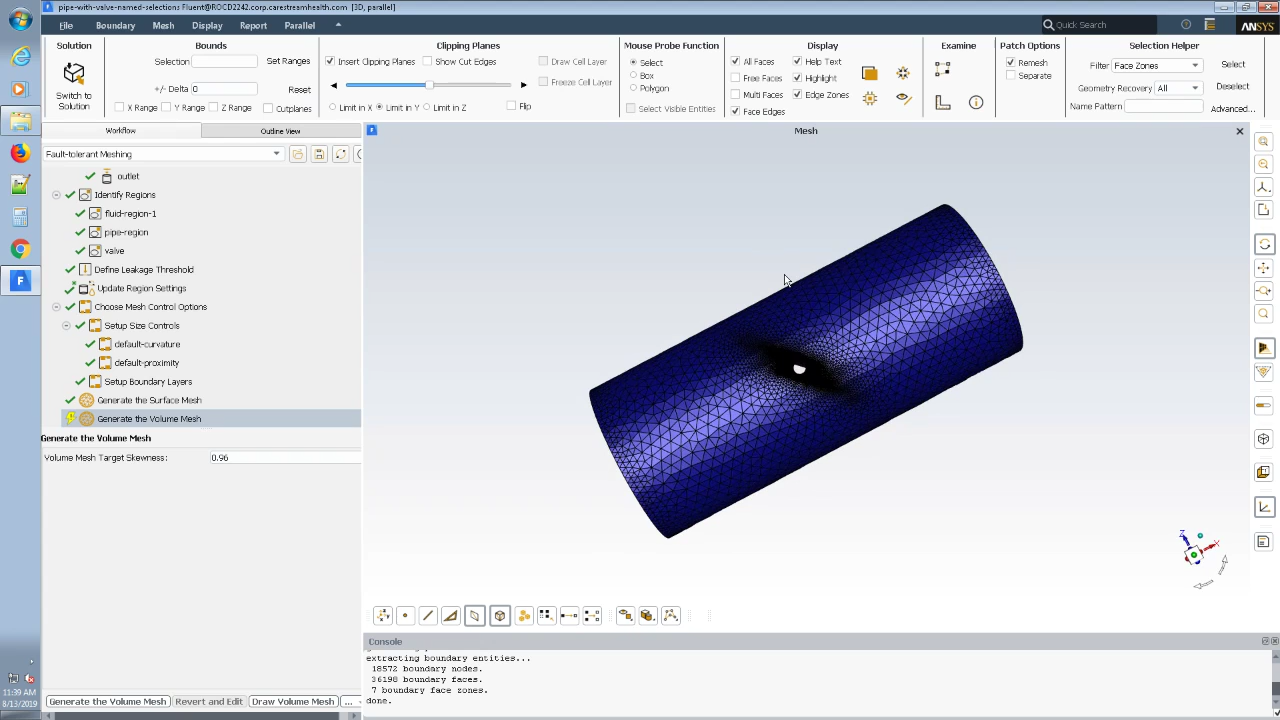 pipe-with-valve-named-selections Fluent@ROCD2242.corp.carestreamhealth.com [3D, parallel]
File Boundary Mesh Display Report Parallel Quick Search ANSYS
Solution
Switch to
Solution
Bounds
Selection Set Ranges
+/- Delta 0 Reset
X Range Y Range Z Range Cutplanes
Clipping Planes
Insert Clipping Planes Show Cut Edges Draw Cell Layer
Freeze Cell Layer
Limit in X Limit in Y Limit in Z Flip
Mouse Probe Function
Select
Box
Polygon
Select Visible Entities
Display
All Faces Help Text
Free Faces Highlight
Multi Faces Edge Zones
Face Edges
Examine
Patch Options
Remesh
Separate
Selection Helper
Filter Face Zones Select
Geometry Recovery All Deselect
Name Pattern Advanced...
Workflow Outline View
Fault-tolerant Meshing
outlet
Identify Regions
fluid-region-1
pipe-region
valve
Define Leakage Threshold
Update Region Settings
Choose Mesh Control Options
Setup Size Controls
default-curvature
default-proximity
Setup Boundary Layers
Generate the Surface Mesh
Generate the Volume Mesh
Generate the Volume Mesh
Volume Mesh Target Skewness: 0.96
Generate the Volume Mesh Revert and Edit Draw Volume Mesh ...
Mesh
Z X
Console
extracting boundary entities...
18572 boundary nodes.
36198 boundary faces.
7 boundary face zones.
done.
11:39 AM
8/13/2019